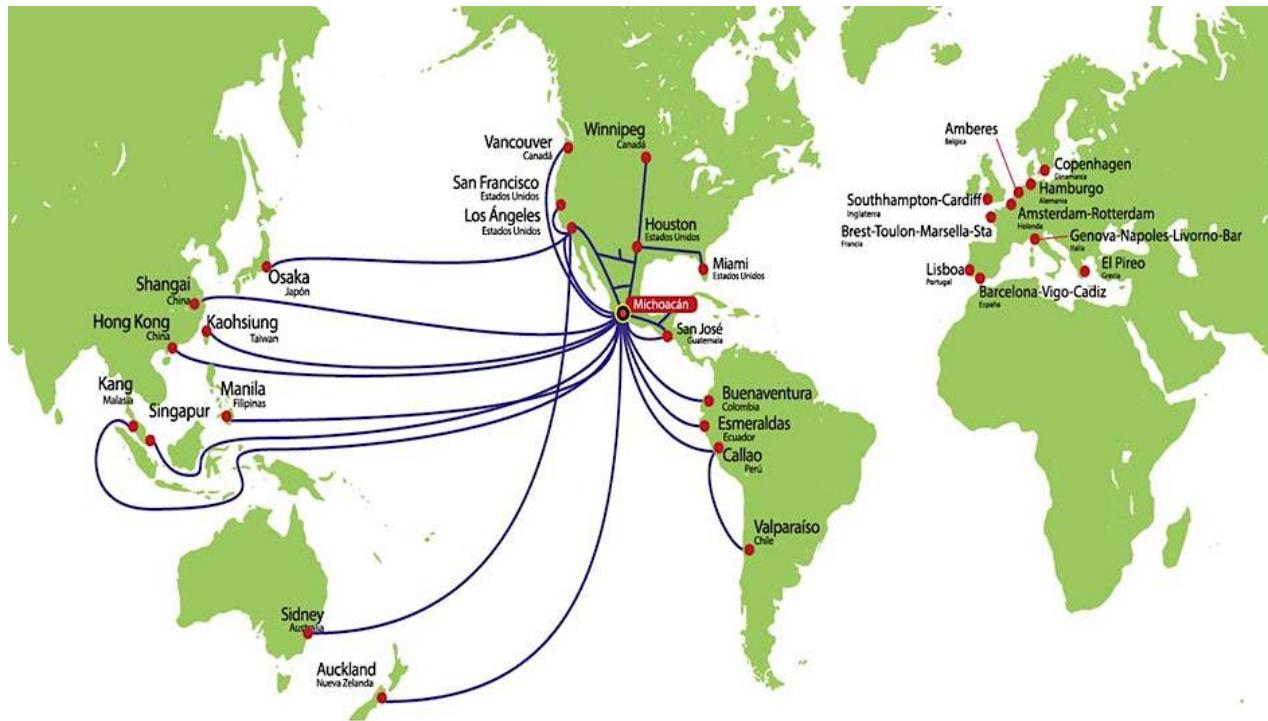 Vancouver
Canadá
Winnipeg
Canadá
San Francisco
Estados Unidos
Los Ángeles
Estados Unidos
Houston
Estados Unidos
Miami
Estados Unidos
Michoacán
San José
Guatemala
Osaka
Japón
Shangai
China
Hong Kong
China
Kaohsiung
Taiwan
Kang
Malasia
Singapur
Manila
Filipinas
Buenaventura
Colombia
Esmeraldas
Ecuador
Callao
Perú
Valparaíso
Chile
Sidney
Australia
Auckland
Nueva Zelanda
Amberes
Belgica
Copenhagen
Dinamarca
Hamburgo
Alemania
Southhampton-Cardiff
Inglaterra
Amsterdam-Rotterdam
Holanda
Brest-Toulon-Marsella-Sta
Francia
Genova-Napoles-Livorno-Bar
Italia
El Pireo
Grecia
Lisboa
Portugal
Barcelona-Vigo-Cadiz
España